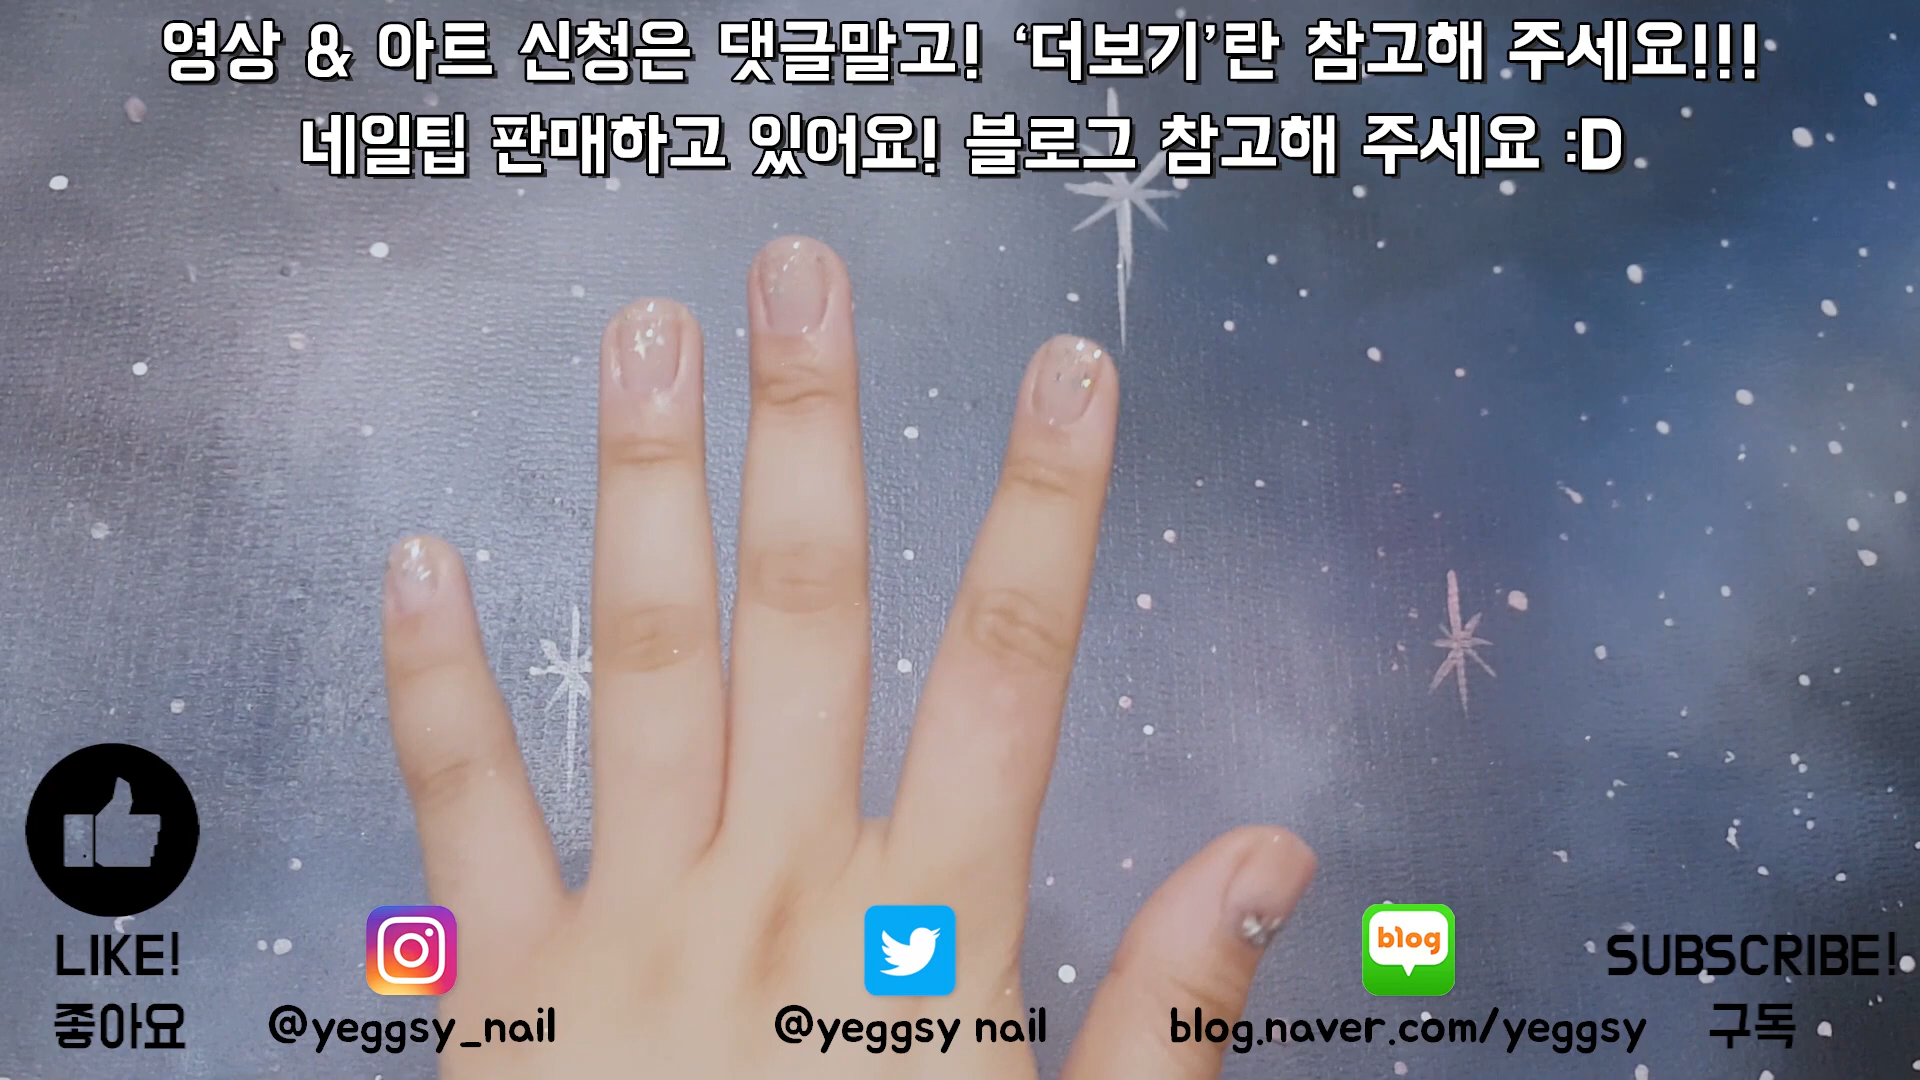 영상 & 아트 신청은 댓글말고! ‘더보기’란 참고해 주세요!!!
네일팁 판매하고 있어요! 블로그 참고해 주세요 :D
LIKE!
좋아요
@yeggsy_nail
@yeggsy nail
blog
blog.naver.com/yeggsy
SUBSCRIBE!
구독